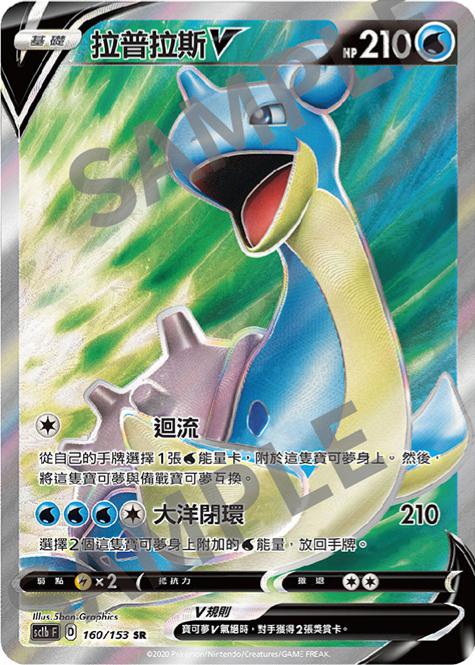 基礎 拉普拉斯V HP 210
SAMPLE
迴流
從自己的手牌選擇1張能量卡,附於這隻寶可夢身上。然後,
將這隻寶可夢與備戰寶可夢互換。
SAMPLE
大洋閉環 210
選擇2個這隻寶可夢身上附加的能量,放回手牌。
弱點 ×2 抵抗力 撤退
Illus. 5ban Graphics
V規則
sc1b F D 160/153 SR
寶可夢V氣絕時,對手獲得2張獎賞卡。
©2020 Pokémon/Nintendo/Creatures/GAME FREAK.